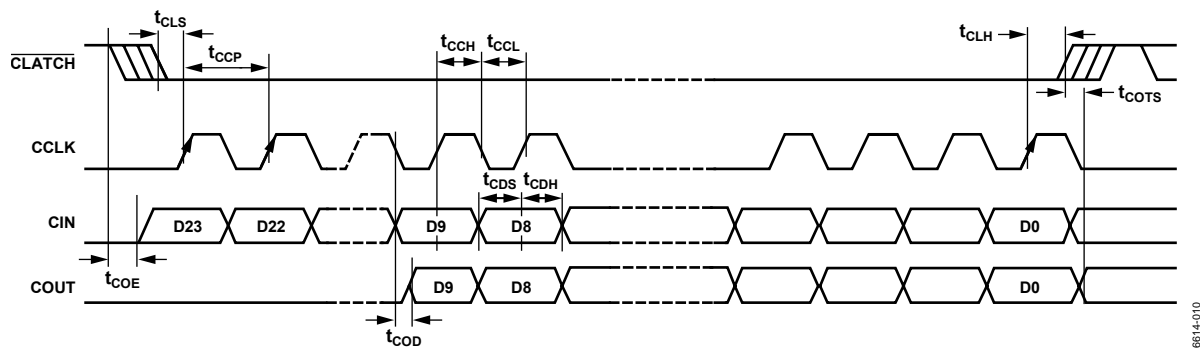 tCLS
tCCP
tCCH
tCCL
tCLH
CLATCH
tCOTS
CCLK
tCDS
tCDH
CIN
D23
D22
D9
D8
D0
tCOE
COUT
D9
D8
D0
tCOD
6614-010